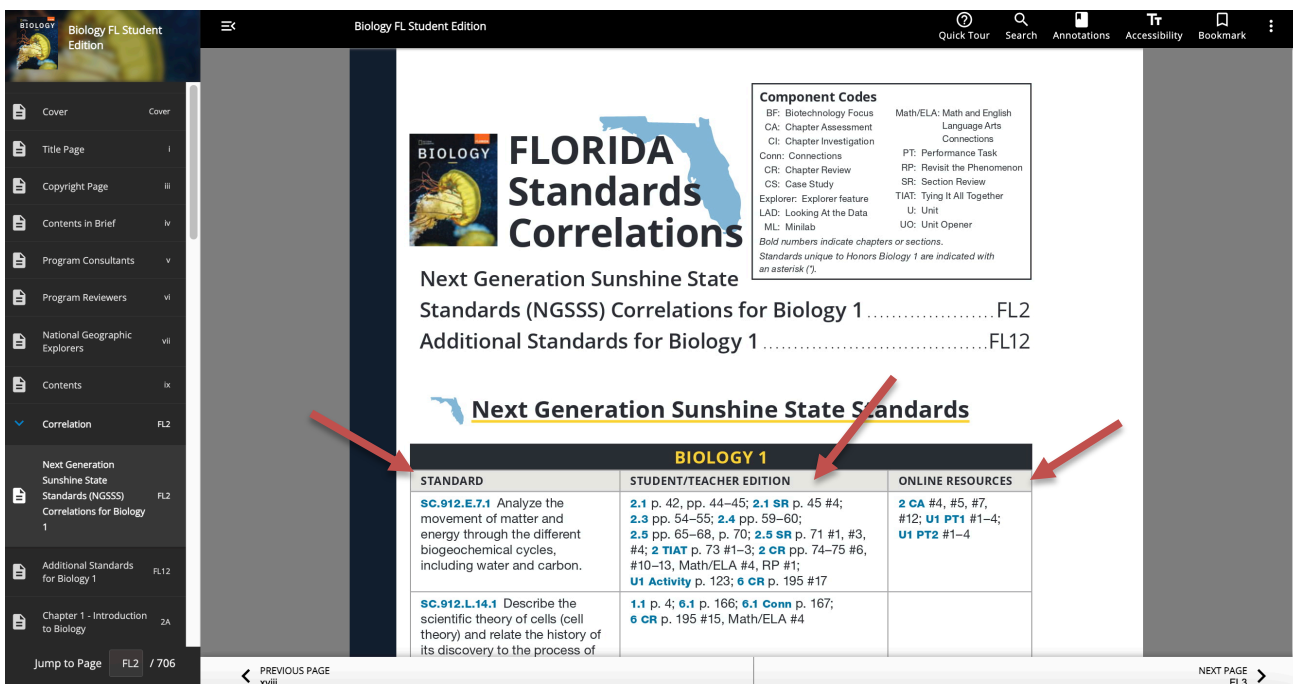 BIOLOGY
Biology FL Student
Edition
Biology FL Student Edition
Quick Tour
Search
Annotations
Tт
Accessibility
Bookmark
Cover Cover
Title Page i
Copyright Page iii
Contents in Brief iv
Program Consultants v
Program Reviewers vi
National Geographic
Explorers vii
Contents ix
Correlation FL2
Next Generation
Sunshine State
Standards (NGSSS) FL2
Correlations for Biology
1
Additional Standards
for Biology 1 FL12
Chapter 1 - Introduction
to Biology 2A
Jump to Page FL2 / 706
BIOLOGY
FLORIDA
Standards
Correlations
Component Codes
BF: Biotechnology Focus
CA: Chapter Assessment
CI: Chapter Investigation
Conn: Connections
CR: Chapter Review
CS: Case Study
Explorer: Explorer feature
LAD: Looking At the Data
ML: Minilab
Math/ELA: Math and English
Language Arts
Connections
PT: Performance Task
RP: Revisit the Phenomenon
SR: Section Review
TIAT: Tying It All Together
U: Unit
UO: Unit Opener
Bold numbers indicate chapters or sections.
Standards unique to Honors Biology 1 are indicated with
an asterisk (*).
Next Generation Sunshine State
Standards (NGSSS) Correlations for Biology 1 ..................... FL2
Additional Standards for Biology 1 ................................... FL12
Next Generation Sunshine State Standards
BIOLOGY 1
STANDARD
STUDENT/TEACHER EDITION
ONLINE RESOURCES
SC.912.E.7.1 Analyze the
movement of matter and
energy through the different
biogeochemical cycles,
including water and carbon.
2.1 p. 42, pp. 44–45; 2.1 SR p. 45 #4;
2.3 pp. 54–55; 2.4 pp. 59–60;
2.5 pp. 65–68, p. 70; 2.5 SR p. 71 #1, #3,
#4; 2 TIAT p. 73 #1–3; 2 CR pp. 74–75 #6,
#10–13, Math/ELA #4, RP #1;
U1 Activity p. 123; 6 CR p. 195 #17
2 CA #4, #5, #7,
#12; U1 PT1 #1–4;
U1 PT2 #1–4
SC.912.L.14.1 Describe the
scientific theory of cells (cell
theory) and relate the history of
its discovery to the process of
1.1 p. 4; 6.1 p. 166; 6.1 Conn p. 167;
6 CR p. 195 #15, Math/ELA #4
PREVIOUS PAGE
xviii
NEXT PAGE
FL3